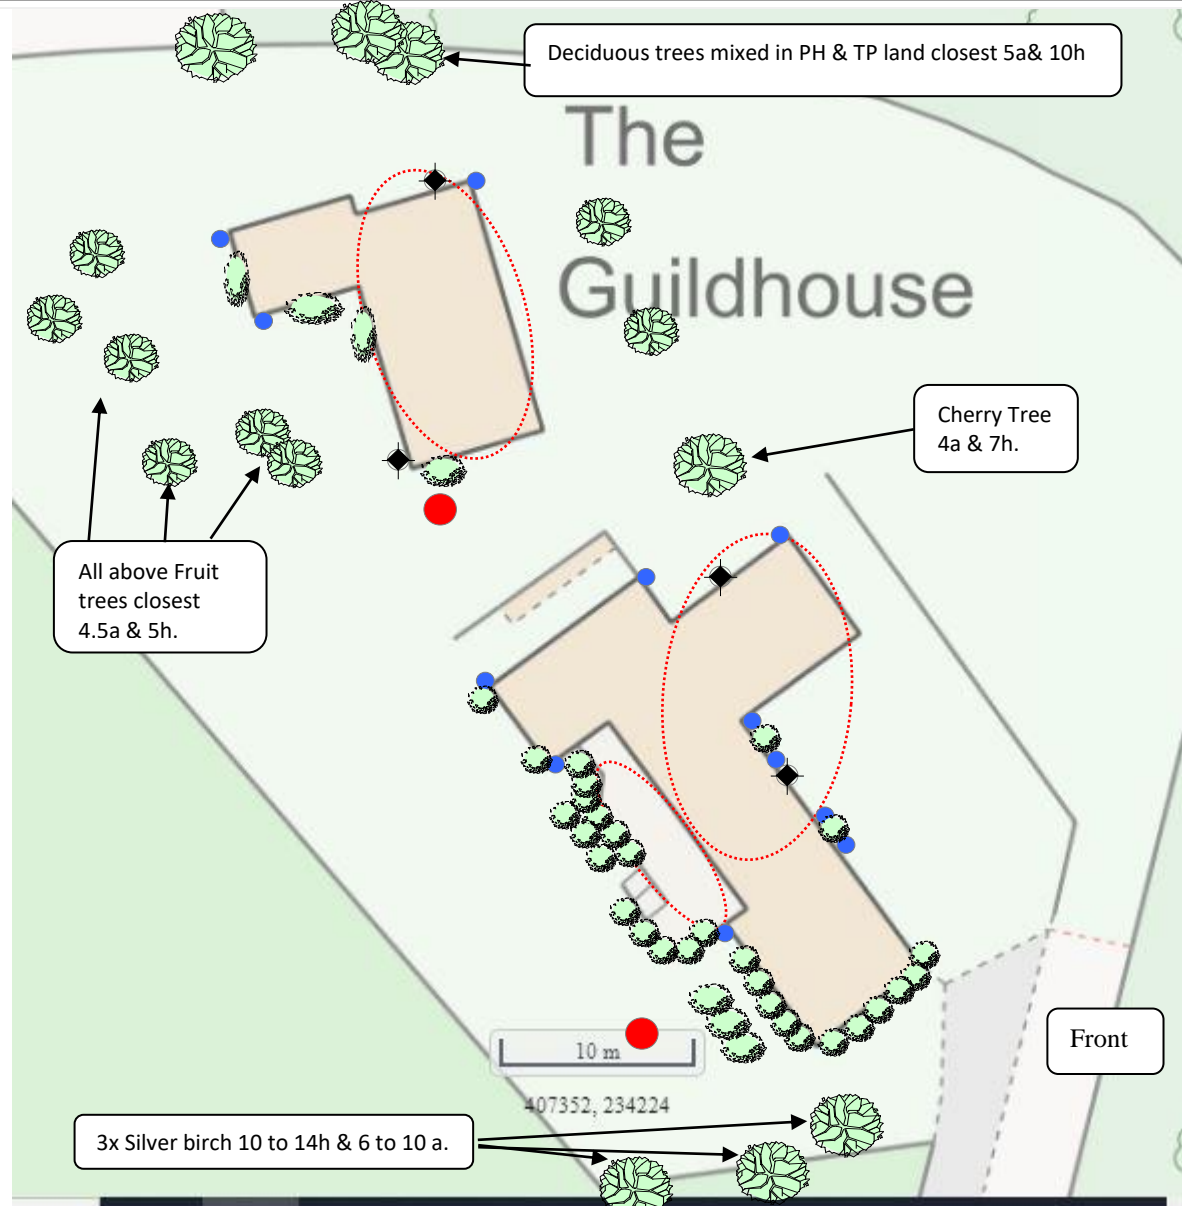 Deciduous trees mixed in PH & TP land closest 5a& 10h
The
Guildhouse
Cherry Tree
4a & 7h.
All above Fruit
trees closest
4.5a & 5h.
Front
10 m
407352, 234224
3x Silver birch 10 to 14h & 6 to 10 a.